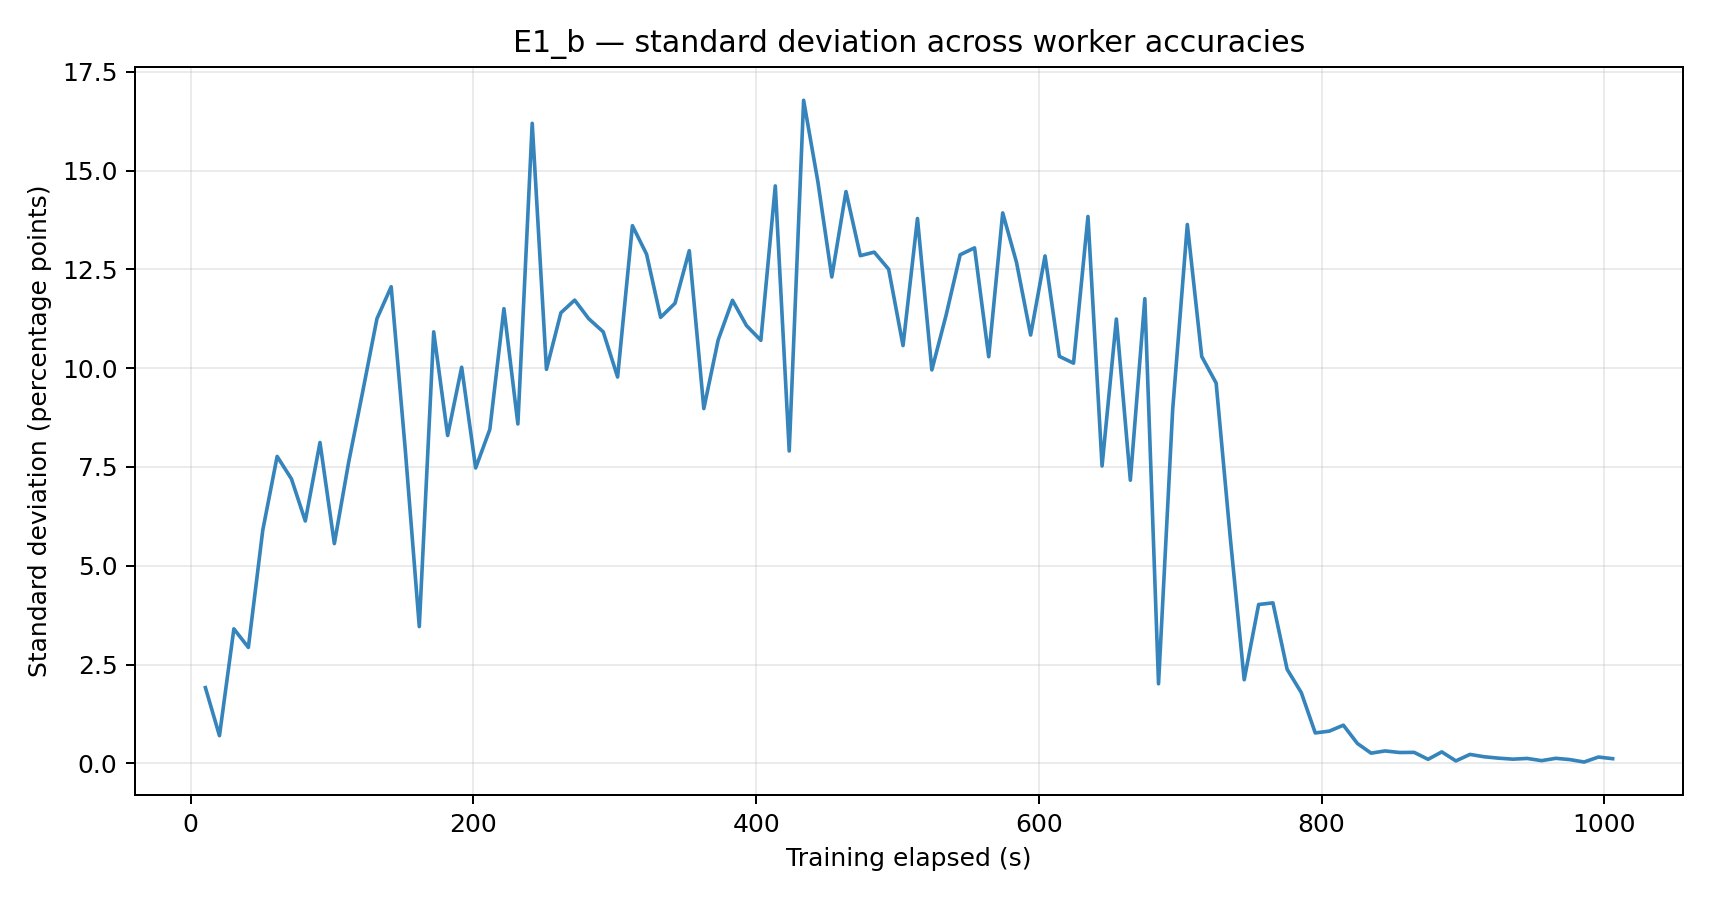 E1_b — standard deviation across worker accuracies
17.5
15.0
12.5
10.0
7.5
5.0
2.5
0.0
Standard deviation (percentage points)
0 200 400 600 800 1000
Training elapsed (s)